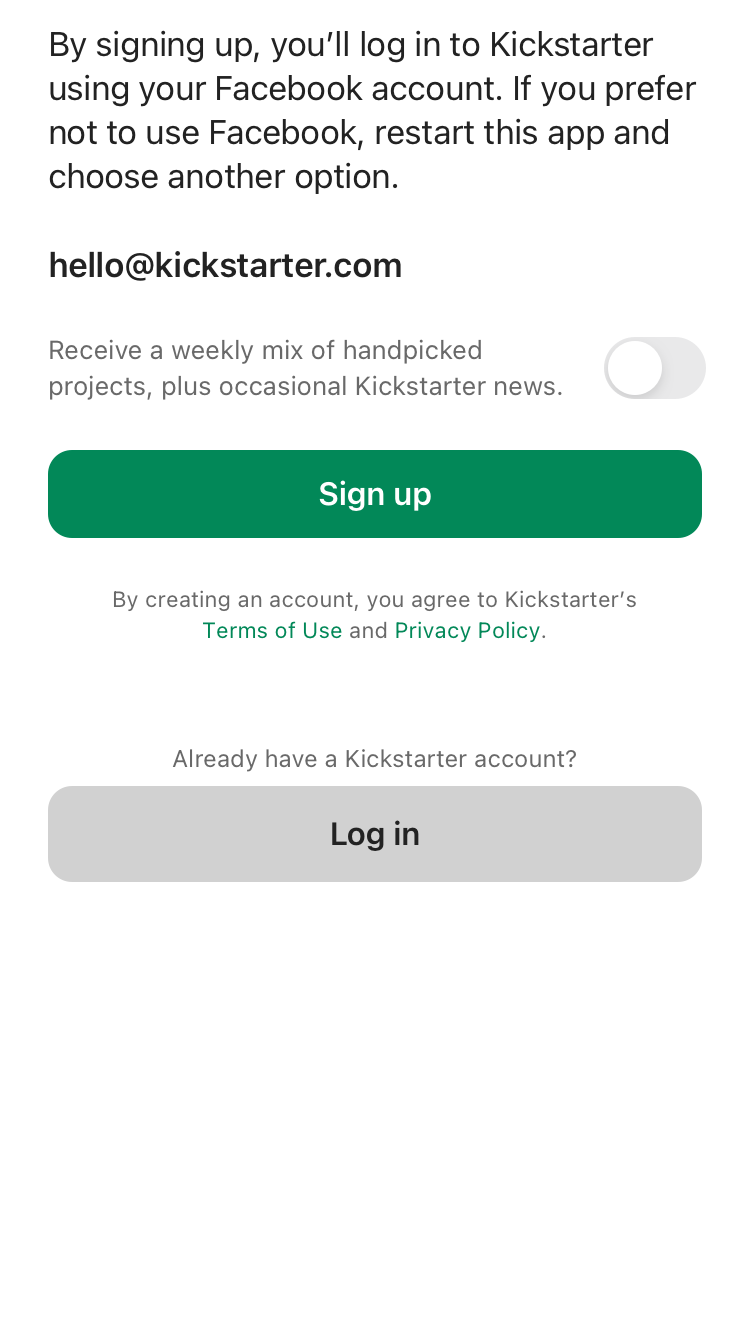 By signing up, you’ll log in to Kickstarter
using your Facebook account. If you prefer
not to use Facebook, restart this app and
choose another option.
hello@kickstarter.com
Receive a weekly mix of handpicked
projects, plus occasional Kickstarter news.
Sign up
By creating an account, you agree to Kickstarter’s
Terms of Use and Privacy Policy.
Already have a Kickstarter account?
Log in